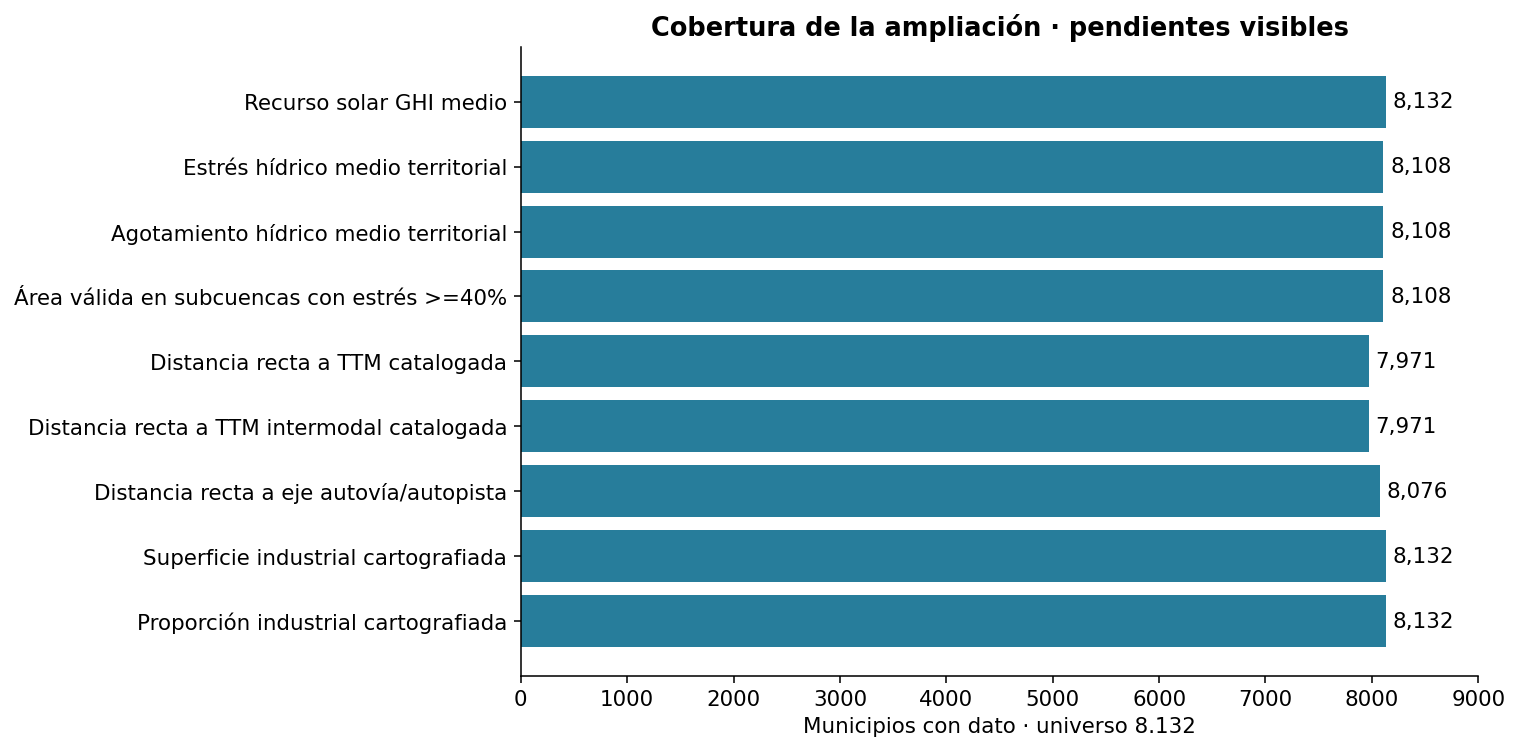 Cobertura de la ampliación · pendientes visibles
Recurso solar GHI medio
8,132
Estrés hídrico medio territorial
8,108
Agotamiento hídrico medio territorial
8,108
Área válida en subcuencas con estrés >=40%
8,108
Distancia recta a TTM catalogada
7,971
Distancia recta a TTM intermodal catalogada
7,971
Distancia recta a eje autovía/autopista
8,076
Superficie industrial cartografiada
8,132
Proporción industrial cartografiada
8,132
0 1000 2000 3000 4000 5000 6000 7000 8000 9000
Municipios con dato · universo 8.132